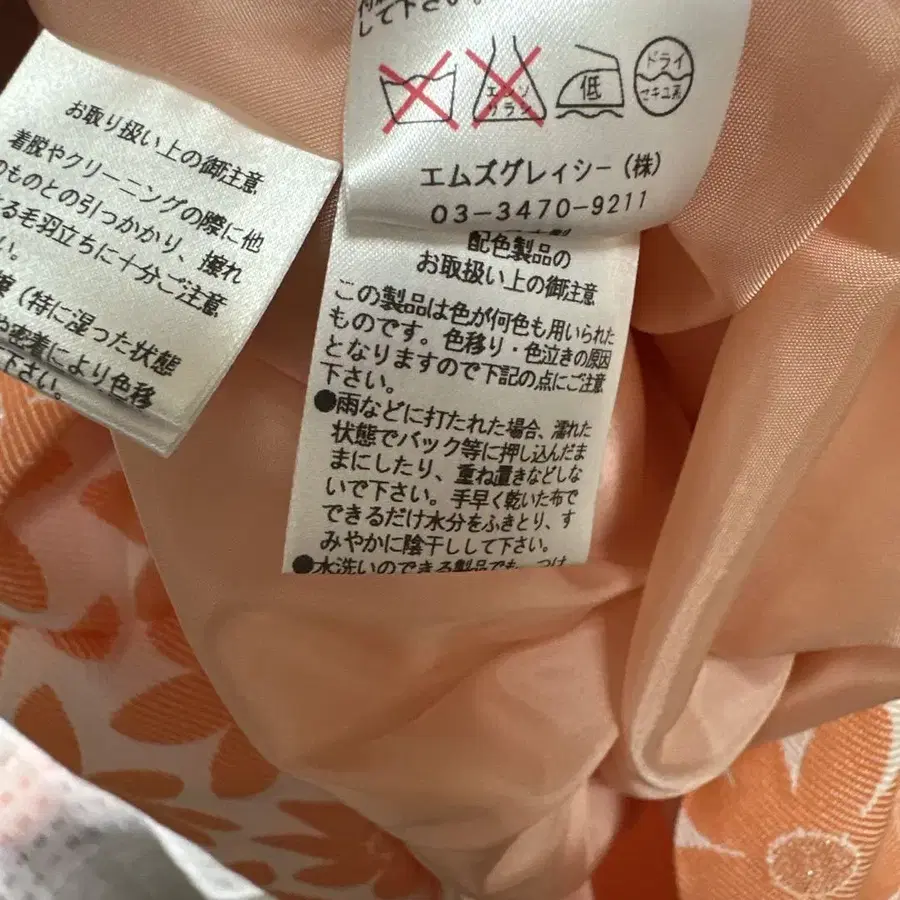 お取り扱い上の御注意
着脱やクリーニングの際に他
のものとの引っかかり、擦れ
る毛羽立ちに十分ご注意
い。
(特に湿った状態
密着により色移
下さい。
して下さい。
エンソ
サラシ
低
ドライ
セキユ系
エムズグレィシー(株)
03-3470-9211
配色製品の
お取扱い上の御注意
この製品は色が何色も用いられた
ものです。色移り・色泣きの原因
となりますので下記の点にご注意
下さい。
●雨などに打たれた場合、濡れた
状態でバック等に押し込んだま
まにしたり、重ね置きなどしな
いで下さい。手早く乾いた布で
できるだけ水分をふきとり、す
みやかに陰干しして下さい。
●水洗いのできる製品でも、つけ